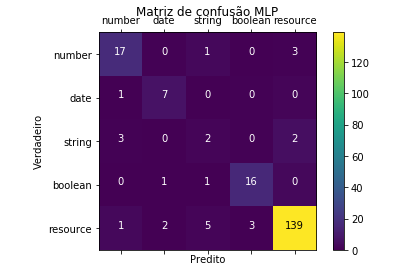 Matriz de confusão MLP
number date string boolean resource
number 17 0 1 0 3
date 1 7 0 0 0
string 3 0 2 0 2
boolean 0 1 1 16 0
resource 1 2 5 3 139
Verdadeiro
Predito
120
100
80
60
40
20
0